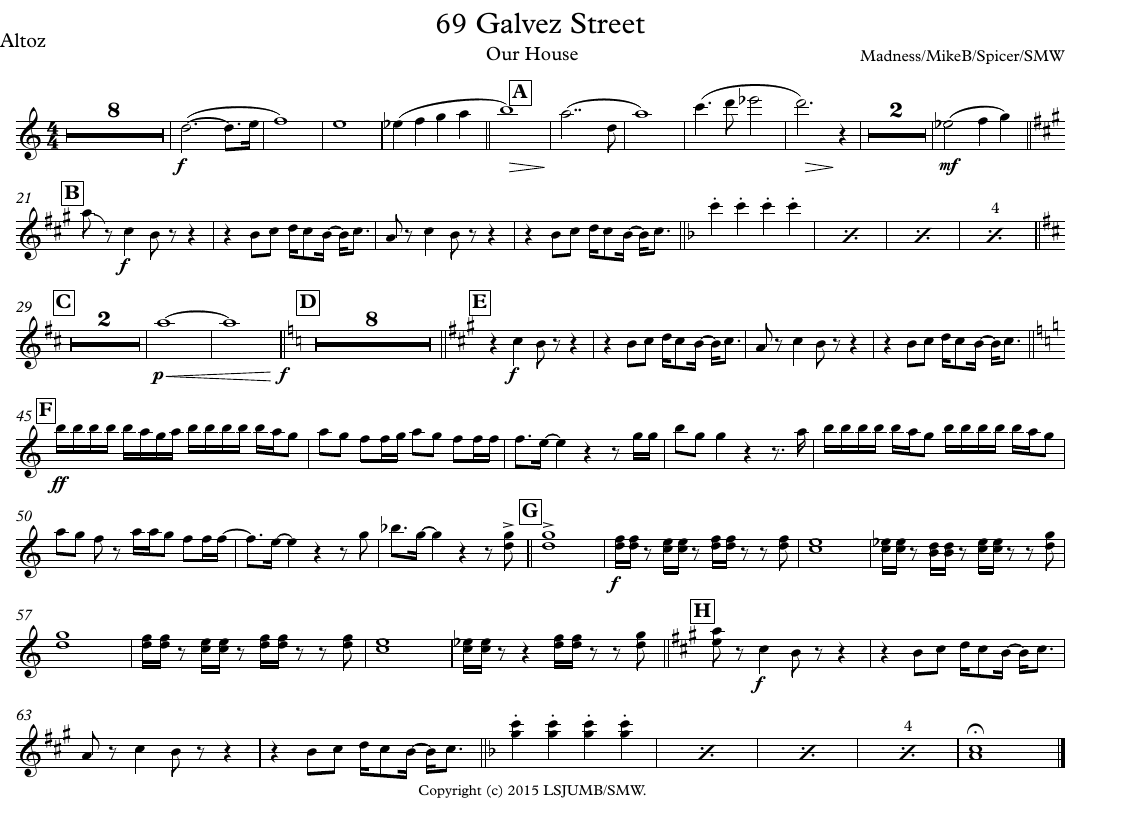 69 Galvez Street
Altoz
Our House
Madness/MikeB/Spicer/SMW
A
8
2
f
mf
21
B
4
f
29
C
D
E
2
8
p
f
f
45
F
ff
50
G
f
57
H
f
63
4
Copyright (c) 2015 LSJUMB/SMW.